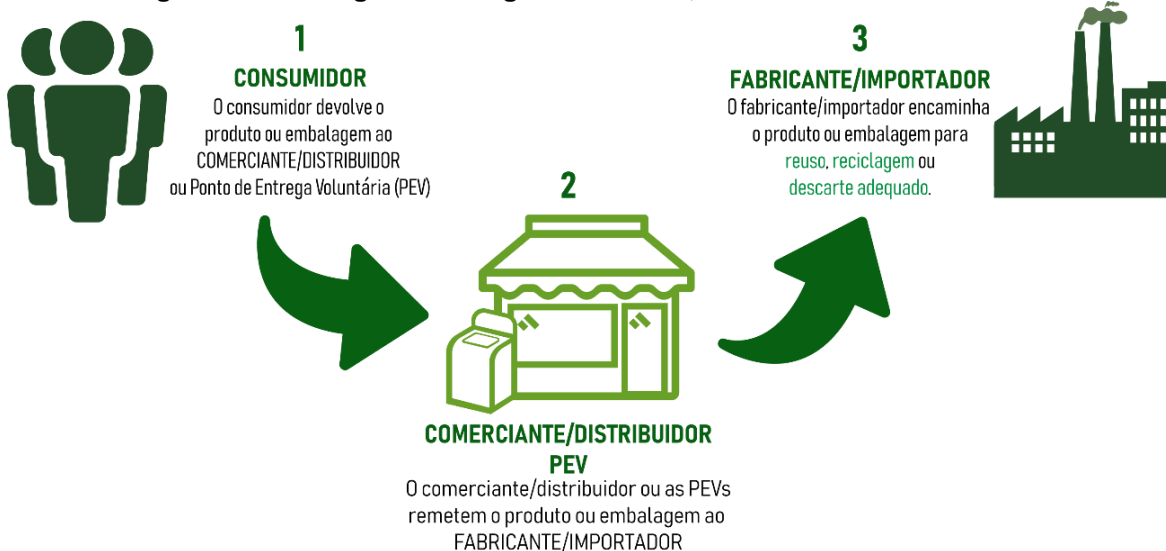 1
CONSUMIDOR
O consumidor devolve o
produto ou embalagem ao
COMERCIANTE/DISTRIBUIDOR
ou Ponto de Entrega Voluntária (PEV)
2
COMERCIANTE/DISTRIBUIDOR
PEV
O comerciante/distribuidor ou as PEVs
remetem o produto ou embalagem ao
FABRICANTE/IMPORTADOR
3
FABRICANTE/IMPORTADOR
O fabricante/importador encaminha
o produto ou embalagem para
reuso, reciclagem ou
descarte adequado.